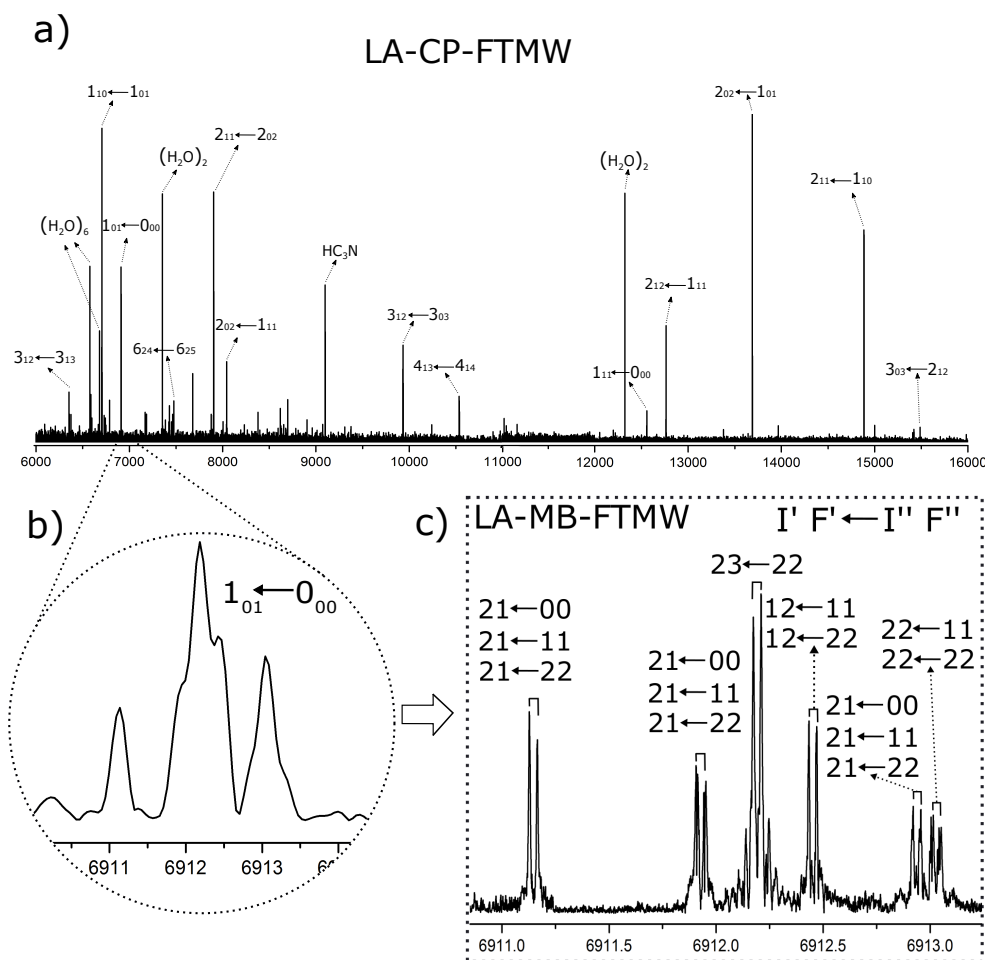 a)
LA-CP-FTMW
1₁₀←1₀₁
2₀₂←1₀₁
2₁₁←2₀₂
(H₂O)₂
(H₂O)₂
2₁₁←1₁₀
(H₂O)₆
1₀₁←0₀₀
HC₃N
2₁₂←1₁₁
3₁₂←3₀₃
2₀₂←1₁₁
3₁₂←3₁₃
6₂₄←6₂₅
4₁₃←4₁₄
1₁₁←0₀₀
3₀₃←2₁₂
6000 7000 8000 9000 10000 11000 12000 13000 14000 15000 16000
b)
1₀₁←0₀₀
6911 6912 6913
c)
LA-MB-FTMW
I' F'←I'' F''
23←22
21←00
21←11
21←22
21←00
21←11
21←22
12←11
12←22
22←11
22←22
21←00
21←11
21←22
6911.0 6911.5 6912.0 6912.5 6913.0